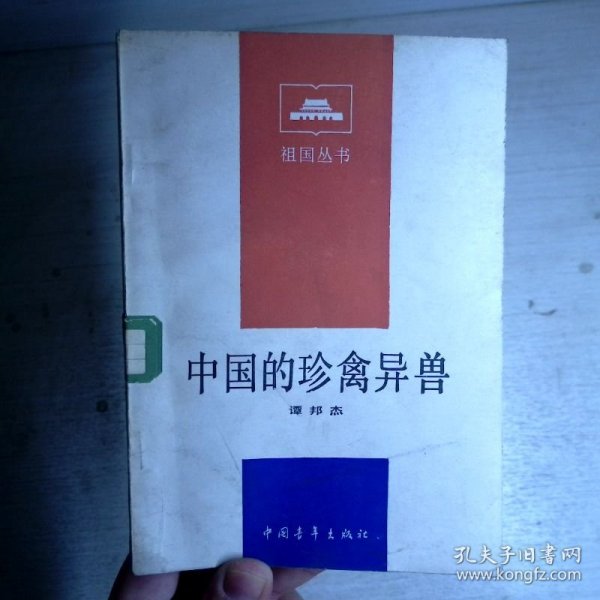 祖国丛书
中国的珍禽异兽
谭邦杰
中国青年出版社
孔夫子旧书网
www.kongfz.com